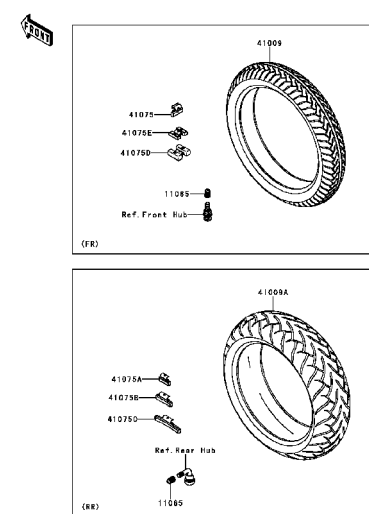 FRONT
41009
41075
41075E
41075D
11065
Ref.Front Hub
(FR)
41009A
41075A
41075B
41075C
Ref.Rear Hub
11065
(RR)